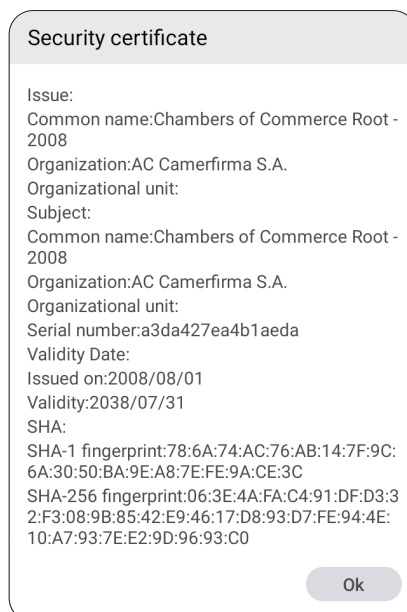 Security certificate
Issue:
Common name:Chambers of Commerce Root -
2008
Organization:AC Camerfirma S.A.
Organizational unit:
Subject:
Common name:Chambers of Commerce Root -
2008
Organization:AC Camerfirma S.A.
Organizational unit:
Serial number:a3da427ea4b1aeda
Validity Date:
Issued on:2008/08/01
Validity:2038/07/31
SHA:
SHA-1 fingerprint:78:6A:74:AC:76:AB:14:7F:9C:
6A:30:50:BA:9E:A8:7E:FE:9A:CE:3C
SHA-256 fingerprint:06:3E:4A:FA:C4:91:DF:D3:3
2:F3:08:9B:85:42:E9:46:17:D8:93:D7:FE:94:4E:
10:A7:93:7E:E2:9D:96:93:C0
Ok